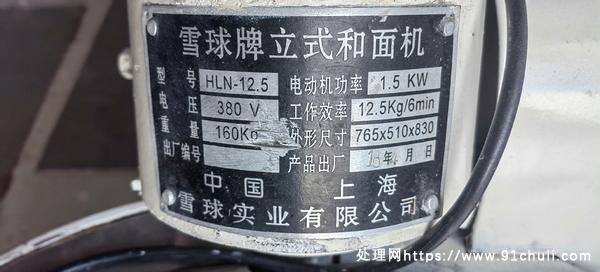 雪球牌立式和面机
型号 HLN-12.5 电动机功率 1.5 KW
电压 380 V 工作效率 12.5Kg/6min
重量 160Kg 外形尺寸 765x510x830
出厂编号 产品出厂 年 月 日
中国 上海
雪球实业有限公司
处理网https://www.91chuli.com/